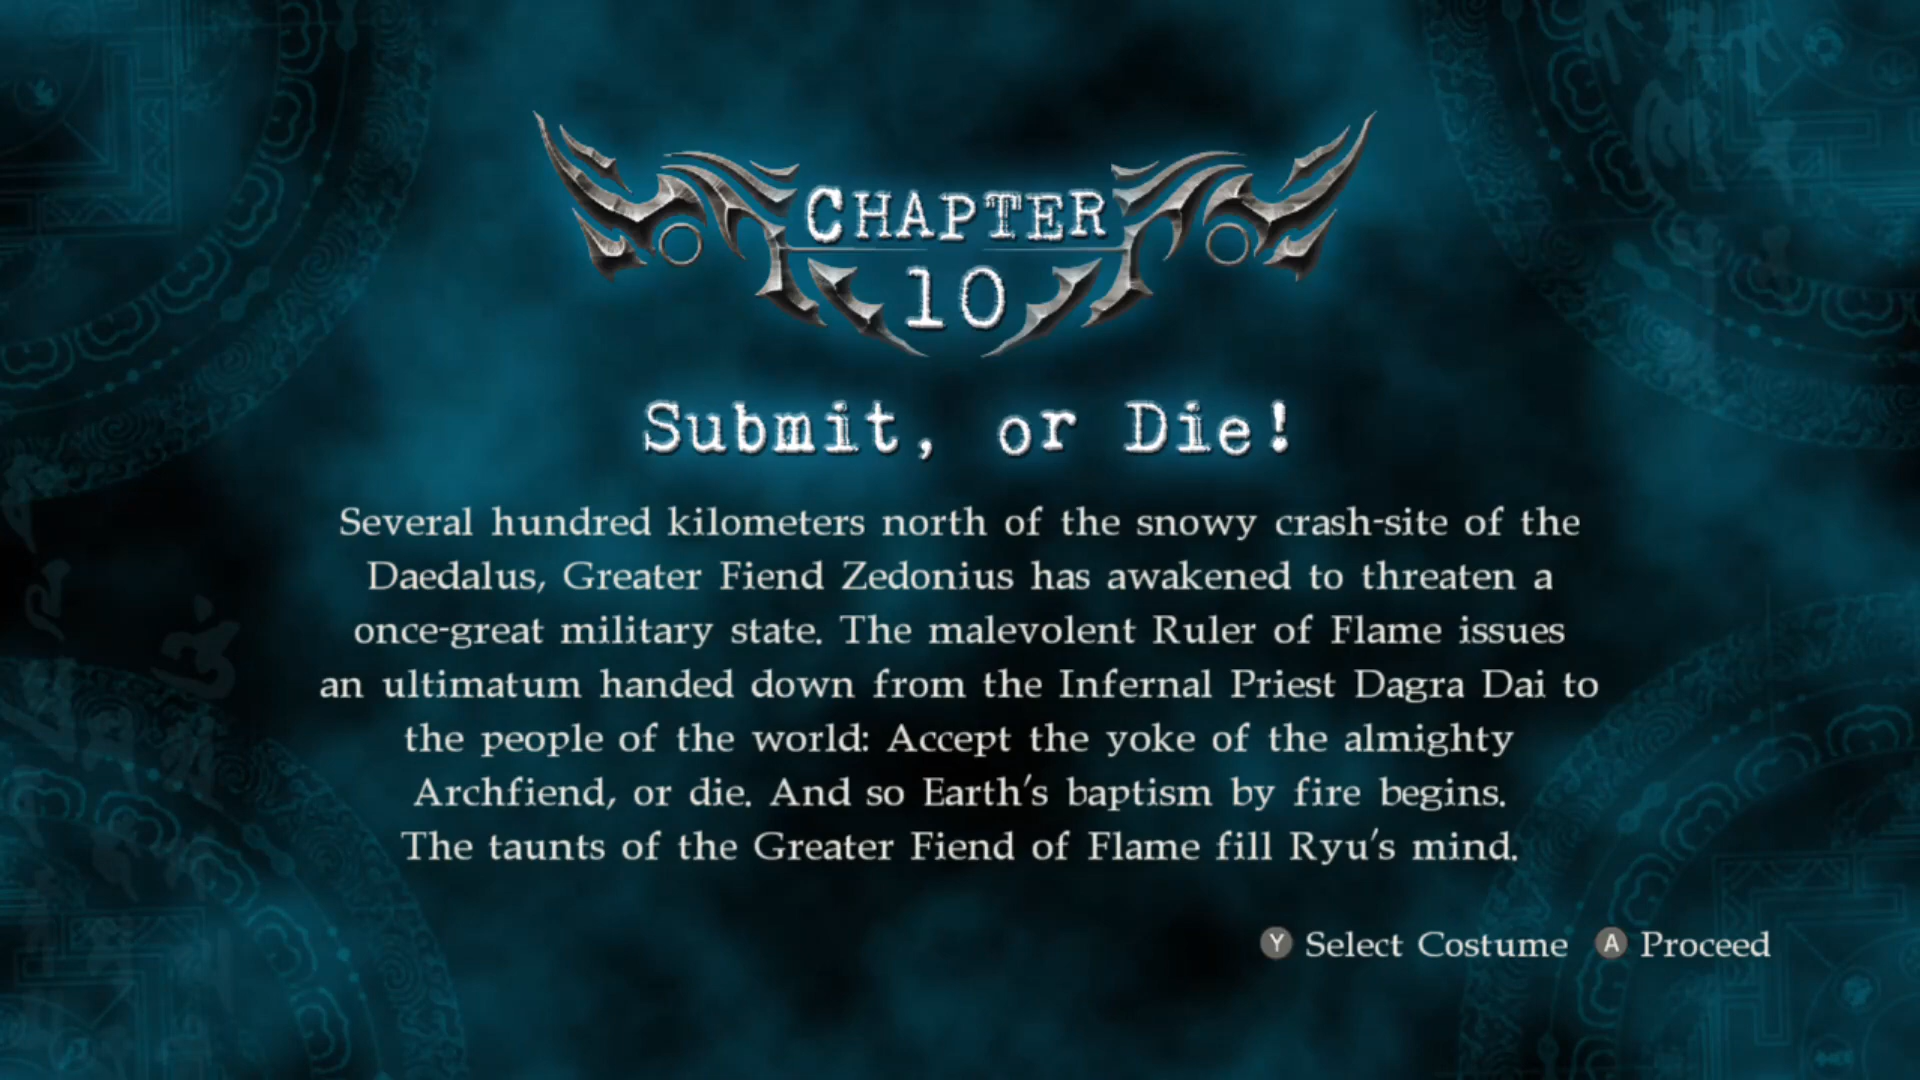 CHAPTER
10
Submit, or Die!
Several hundred kilometers north of the snowy crash-site of the
Daedalus, Greater Fiend Zedonius has awakened to threaten a
once-great military state. The malevolent Ruler of Flame issues
an ultimatum handed down from the Infernal Priest Dagra Dai to
the people of the world: Accept the yoke of the almighty
Archfiend, or die. And so Earth's baptism by fire begins.
The taunts of the Greater Fiend of Flame fill Ryu's mind.
Y Select Costume A Proceed